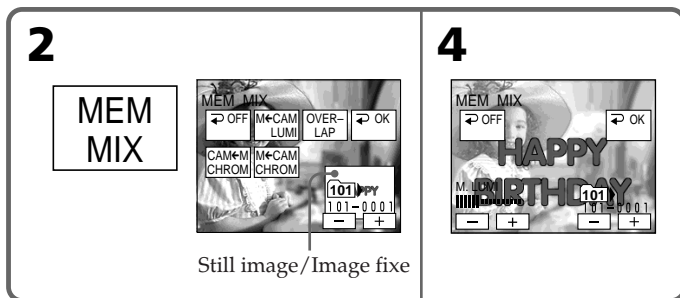 2
MEM
MIX
MEM MIX
⮌ OFF
M←CAM
LUMI
OVER–
LAP
⮌ OK
CAM←M
CHROM
M←CAM
CHROM
101
PPY
101–0001
– +
Still image/Image fixe
4
MEM MIX
⮌ OFF
⮌ OK
HAPPY
BIRTHDAY
M. LUMI
101
101–0001
– +
– +